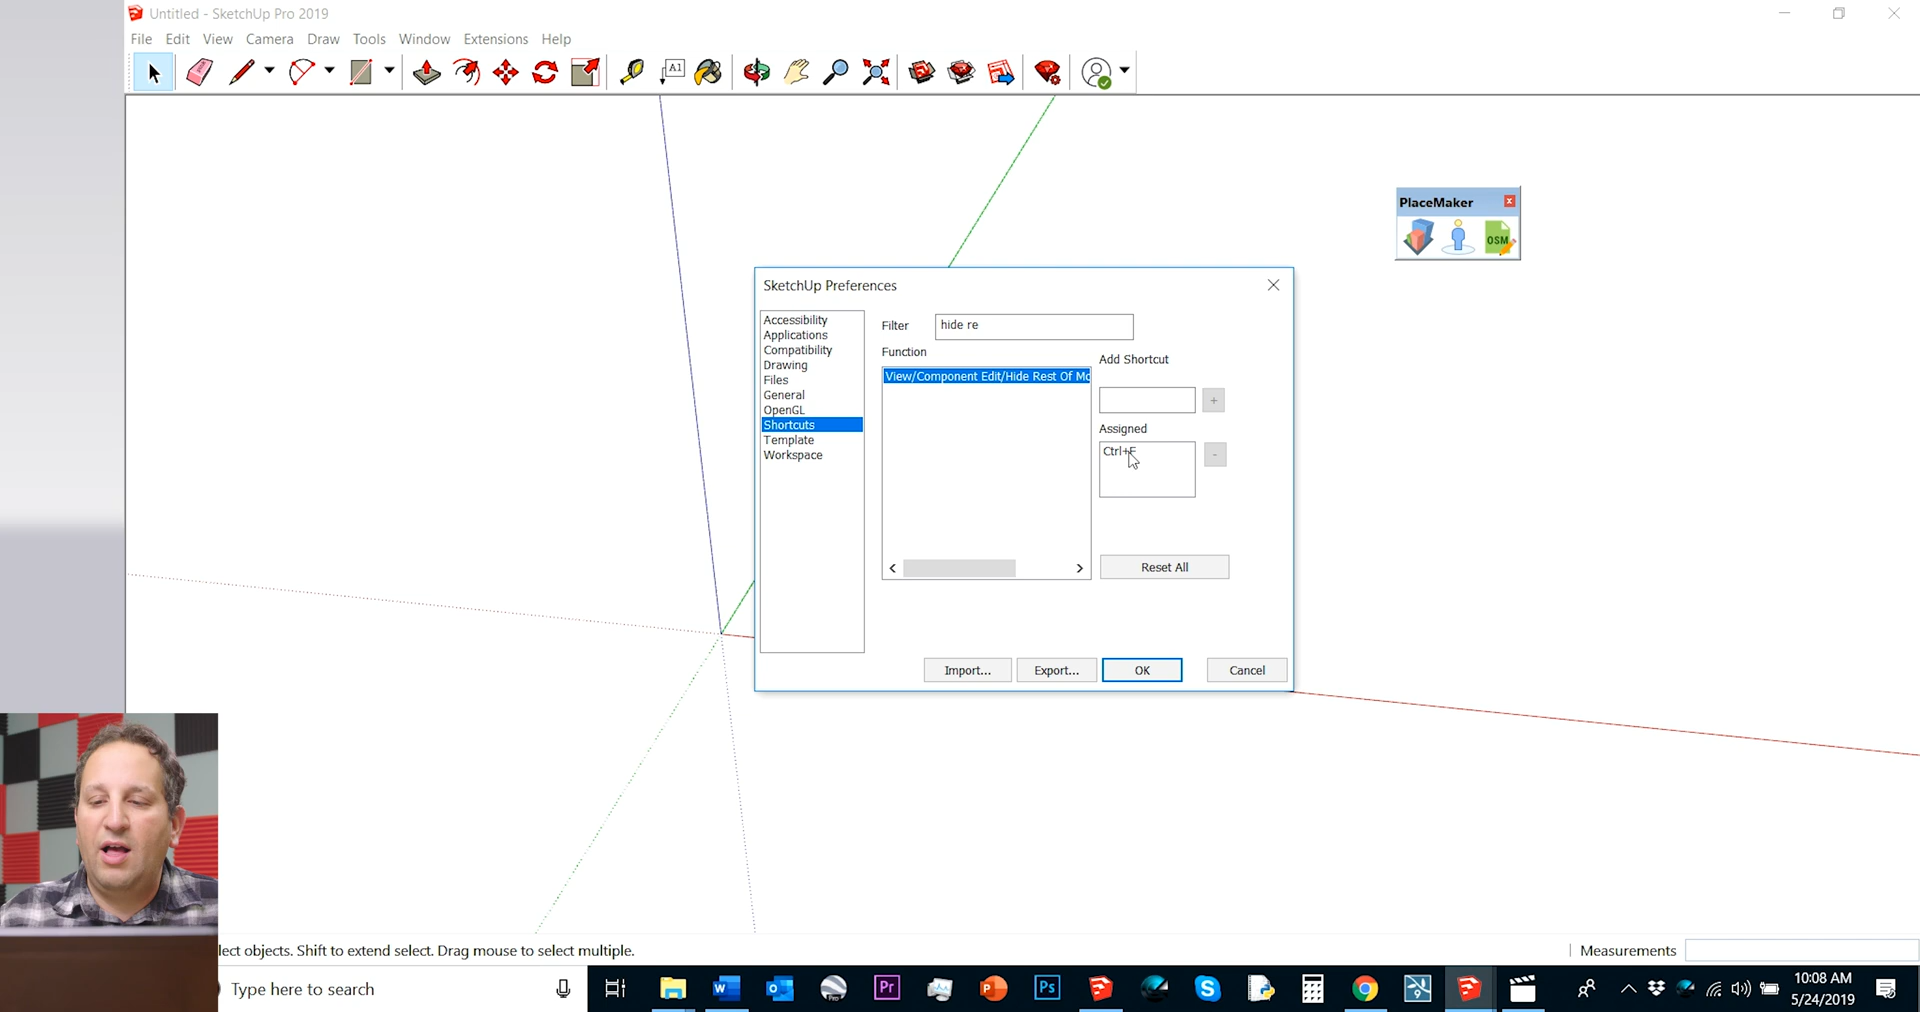 Untitled - SketchUp Pro 2019
File Edit View Camera Draw Tools Window Extensions Help
A1
PlaceMaker
OSM
SketchUp Preferences
Accessibility
Applications
Compatibility
Drawing
Files
General
OpenGL
Shortcuts
Template
Workspace
Filter hide re
Function
View/Component Edit/Hide Rest Of Mo
Add Shortcut
+
Assigned
-
Reset All
Import... Export... OK Cancel
lect objects. Shift to extend select. Drag mouse to select multiple.
Measurements
Type here to search
Pr
Ps
10:08 AM
5/24/2019